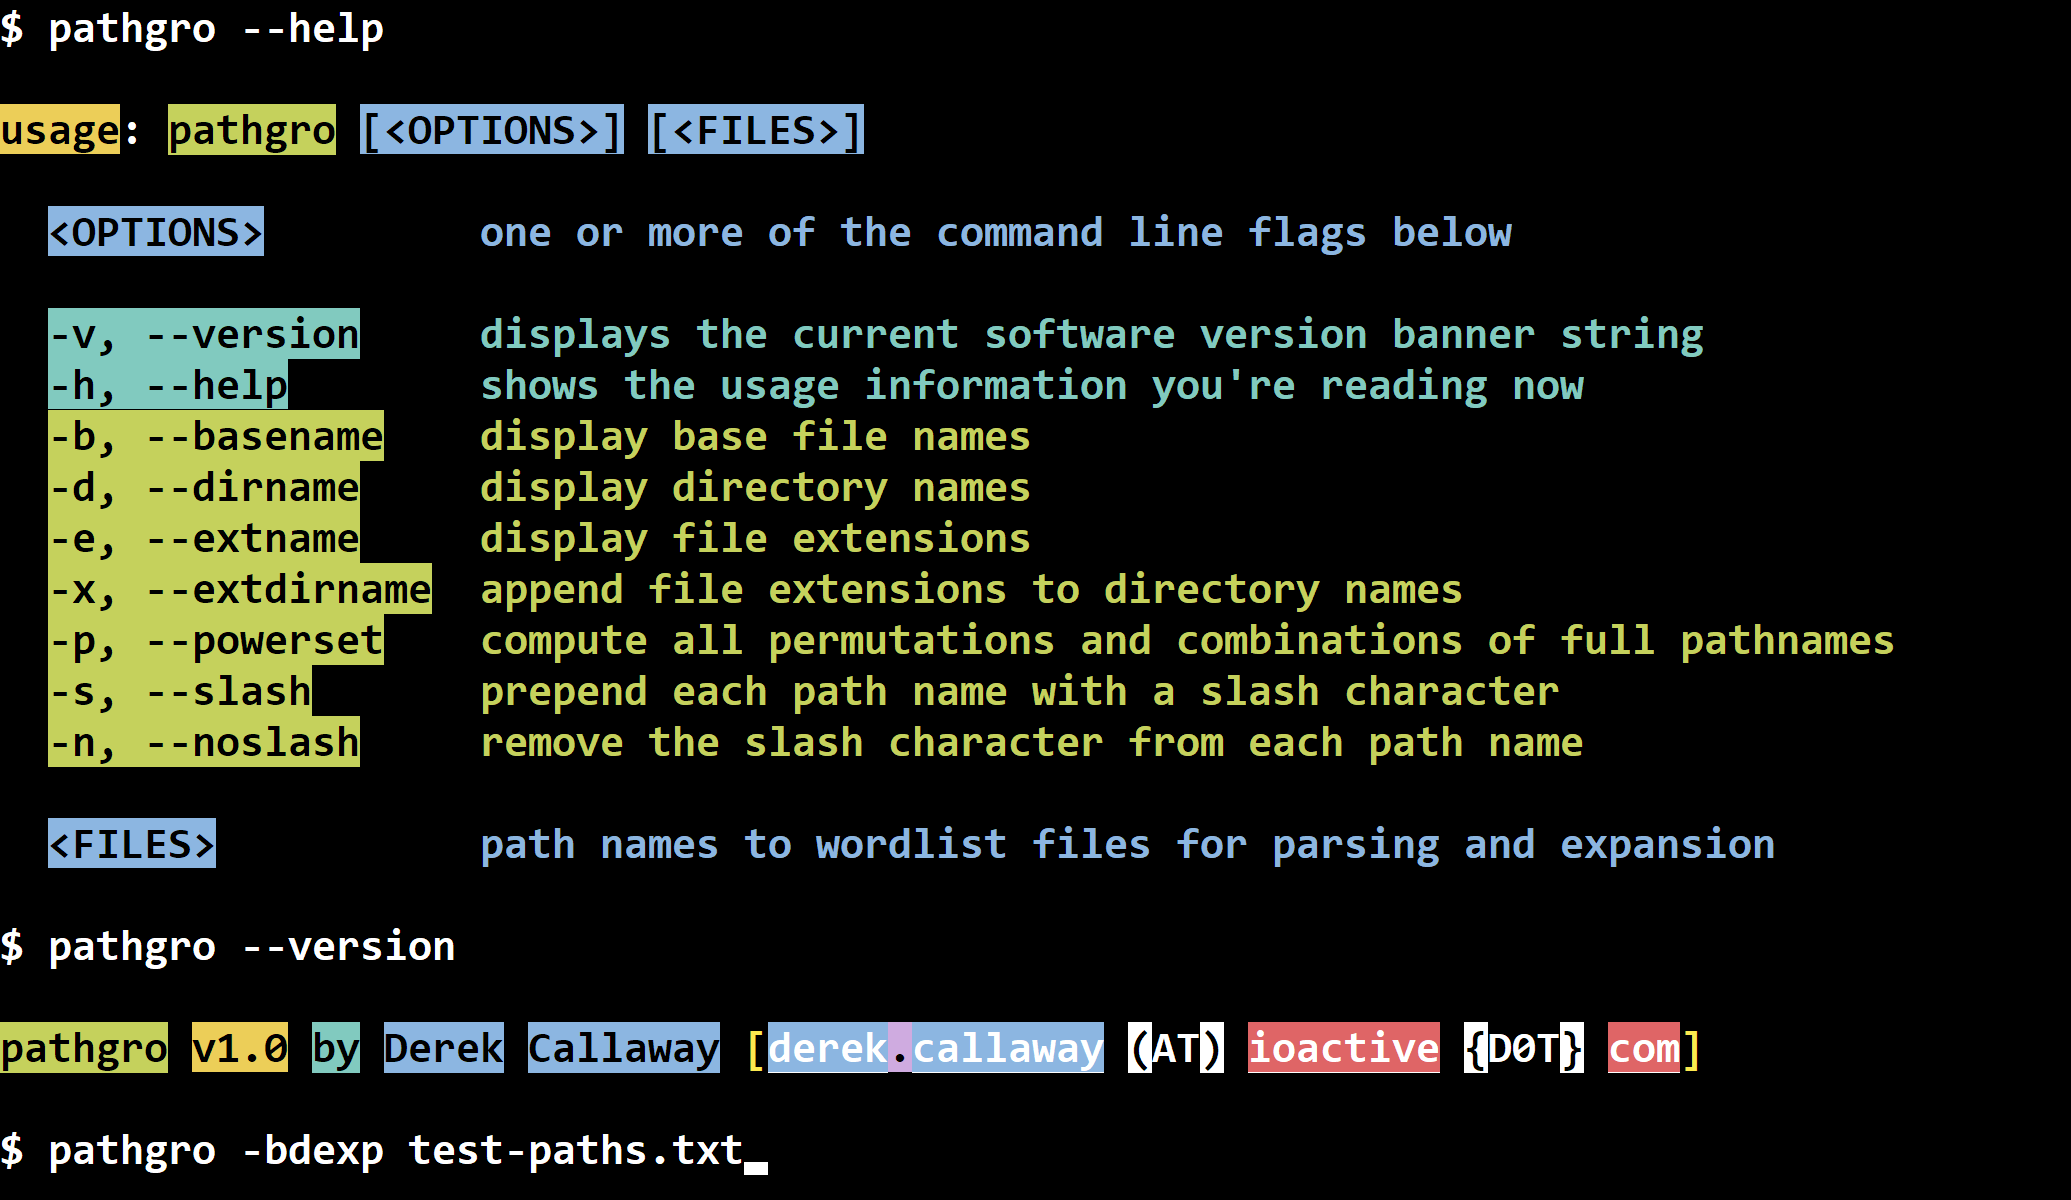 $ pathgro --help
usage: pathgro [<OPTIONS>] [<FILES>]
<OPTIONS> one or more of the command line flags below
-v, --version displays the current software version banner string
-h, --help shows the usage information you're reading now
-b, --basename display base file names
-d, --dirname display directory names
-e, --extname display file extensions
-x, --extdirname append file extensions to directory names
-p, --powerset compute all permutations and combinations of full pathnames
-s, --slash prepend each path name with a slash character
-n, --noslash remove the slash character from each path name
<FILES> path names to wordlist files for parsing and expansion
$ pathgro --version
pathgro v1.0 by Derek Callaway [derek.callaway (AT) ioactive {D0T} com]
$ pathgro -bdexp test-paths.txt